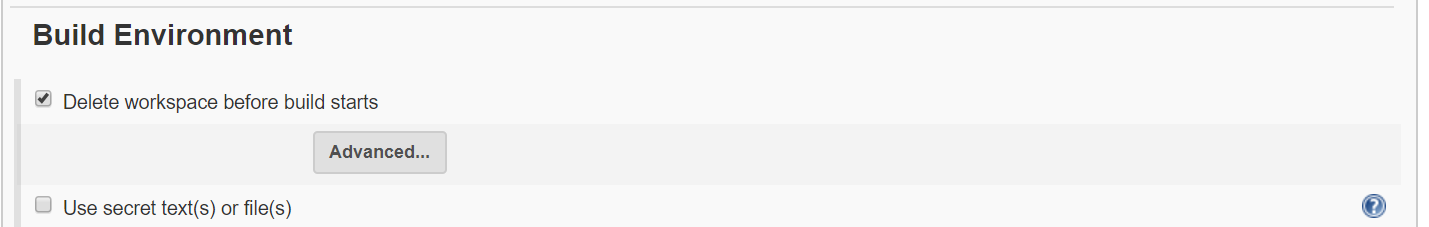 Build Environment
Delete workspace before build starts
Advanced...
Use secret text(s) or file(s)
?